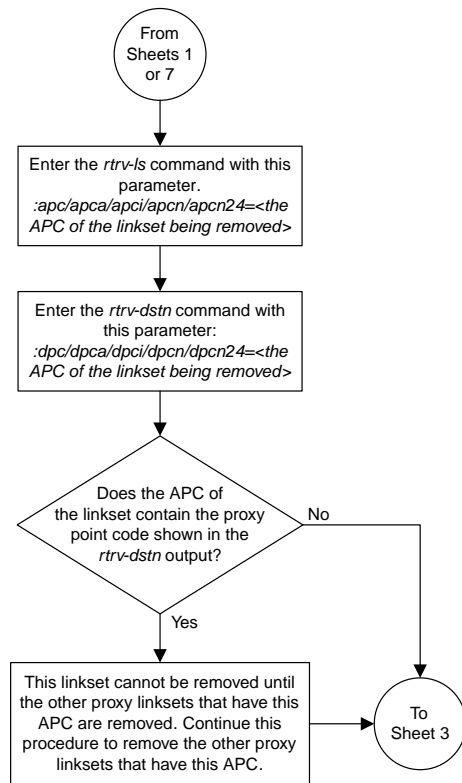 From
Sheets 1
or 7
Enter the rtrv-ls command with this
parameter.
:apc/apca/apci/apcn/apcn24=<the
APC of the linkset being removed>
Enter the rtrv-dstn command with
this parameter:
:dpc/dpca/dpci/dpcn/dpcn24=<the
APC of the linkset being removed>
Does the APC of
the linkset contain the proxy
point code shown in the
rtrv-dstn output?
No
Yes
This linkset cannot be removed until
the other proxy linksets that have this
APC are removed. Continue this
procedure to remove the other proxy
linksets that have this APC.
To
Sheet 3